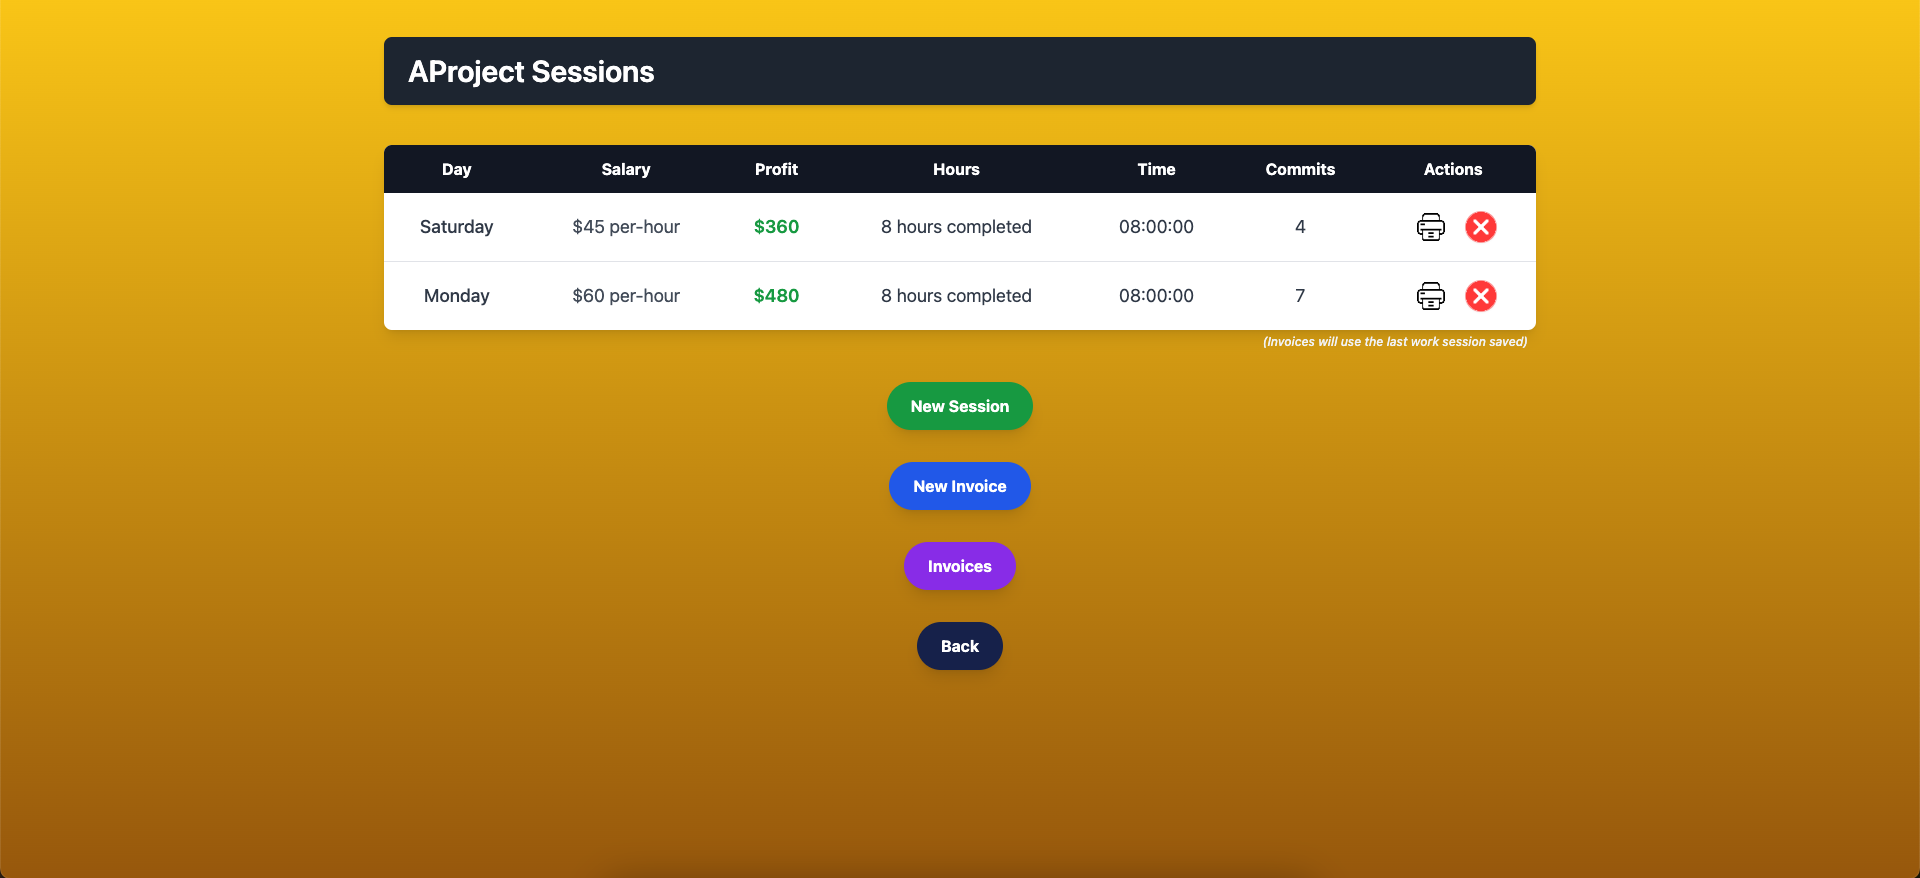 AProject Sessions
Day Salary Profit Hours Time Commits Actions
Saturday $45 per-hour $360 8 hours completed 08:00:00 4
Monday $60 per-hour $480 8 hours completed 08:00:00 7
(Invoices will use the last work session saved)
New Session
New Invoice
Invoices
Back